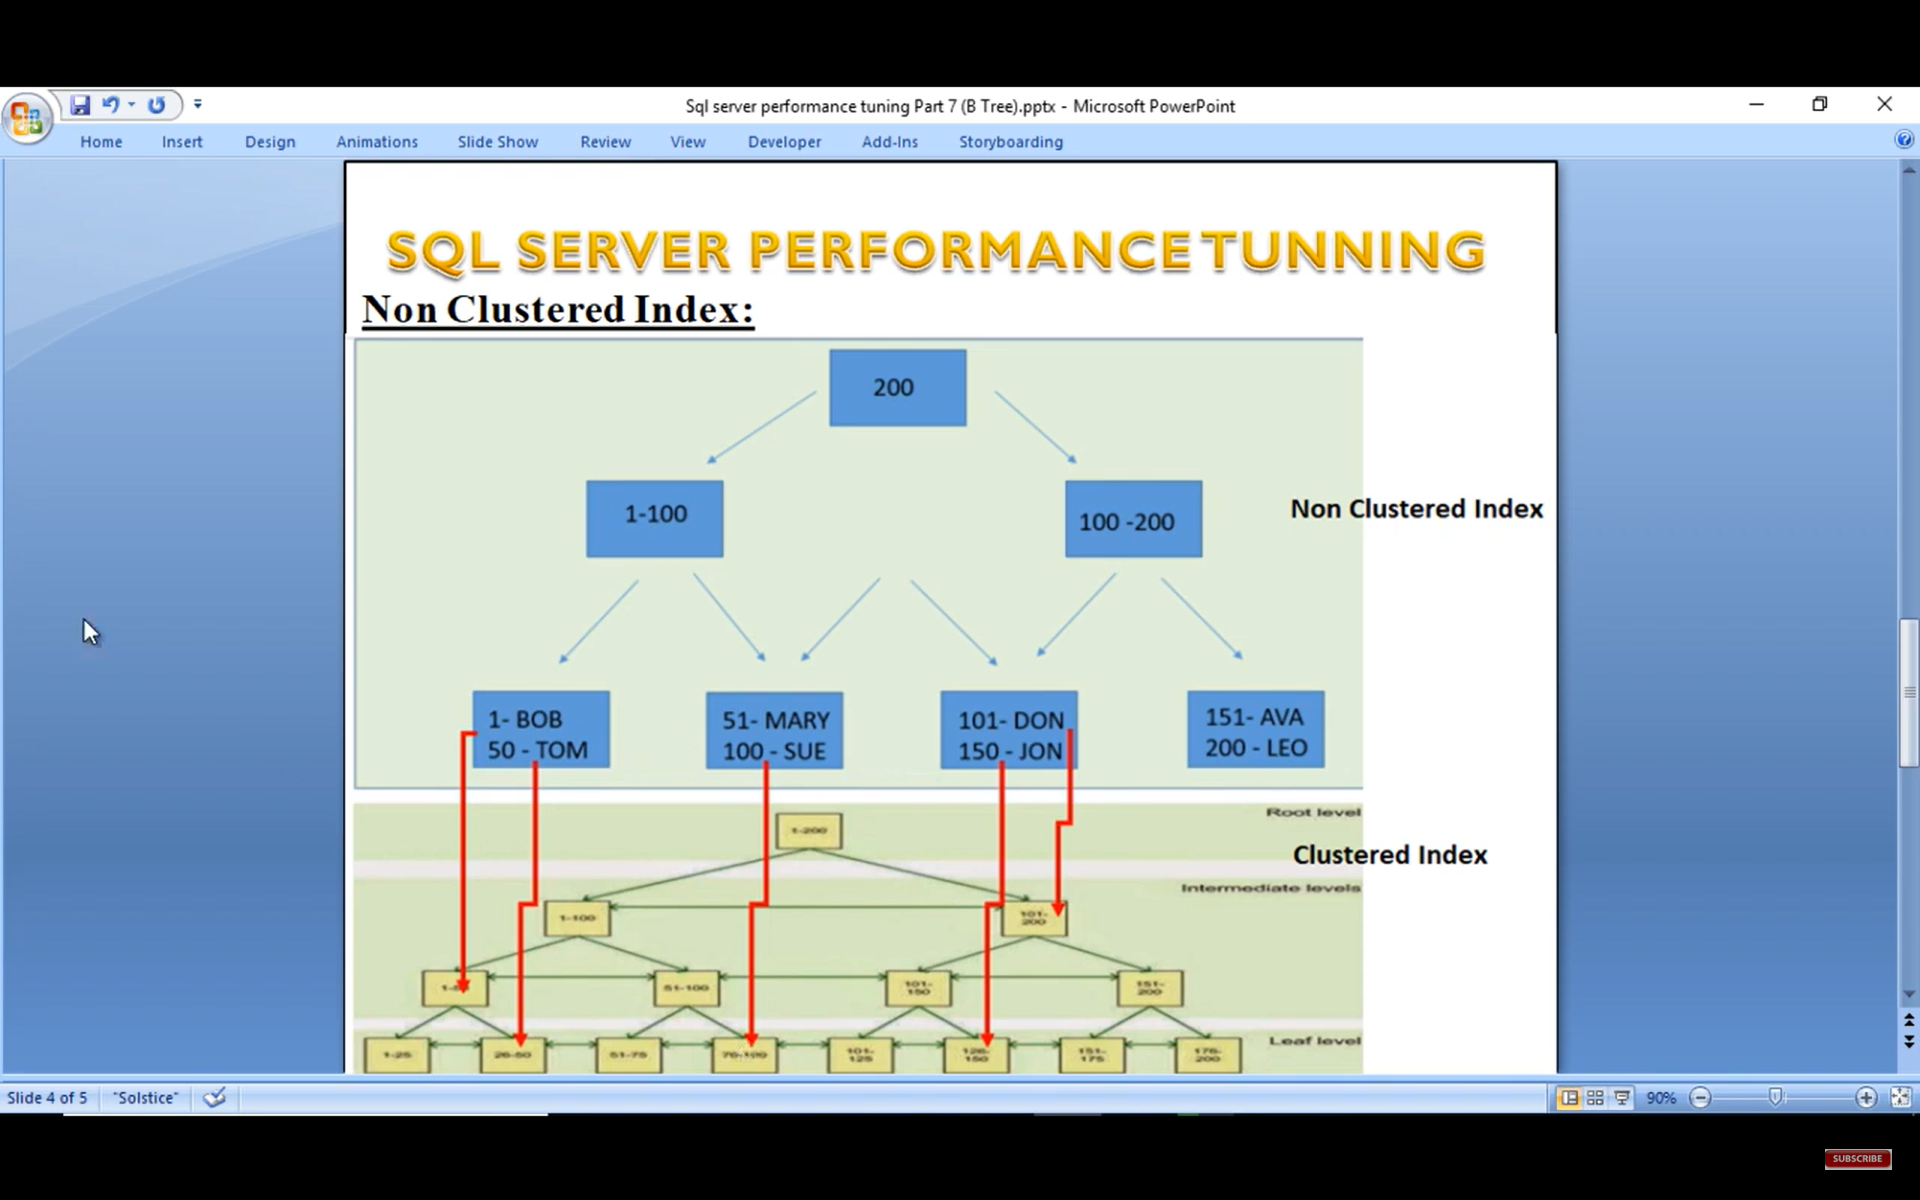 Sql server performance tuning Part 7 (B Tree).pptx - Microsoft PowerPoint
Home Insert Design Animations Slide Show Review View Developer Add-Ins Storyboarding
SQL SERVER PERFORMANCE TUNNING
Non Clustered Index:
200
1-100
100 -200
Non Clustered Index
1- BOB
50 - TOM
51- MARY
100 - SUE
101- DON
150 - JON
151- AVA
200 - LEO
Root level
1-200
Clustered Index
Intermediate levels
1-100
101-
200
51-100
101-
150
151-
200
Leaf level
1-25
26-50
51-75
76-100
101-
125
126-
150
151-
175
176-
200
Slide 4 of 5
"Solstice"
90%
SUBSCRIBE